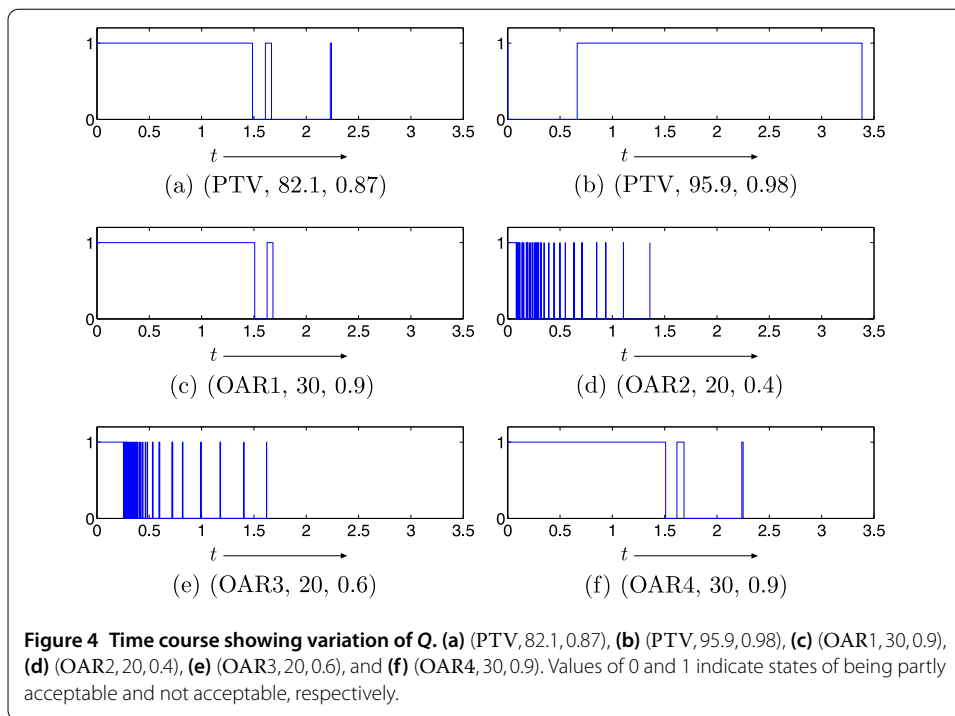 1
0
0 0.5 1 1.5 2 2.5 3 3.5
t
(a) (PTV, 82.1, 0.87)
1
0
0 0.5 1 1.5 2 2.5 3 3.5
t
(b) (PTV, 95.9, 0.98)
1
0
0 0.5 1 1.5 2 2.5 3 3.5
t
(c) (OAR1, 30, 0.9)
1
0
0 0.5 1 1.5 2 2.5 3 3.5
t
(d) (OAR2, 20, 0.4)
1
0
0 0.5 1 1.5 2 2.5 3 3.5
t
(e) (OAR3, 20, 0.6)
1
0
0 0.5 1 1.5 2 2.5 3 3.5
t
(f) (OAR4, 30, 0.9)
Figure 4 Time course showing variation of Q. (a) (PTV, 82.1, 0.87), (b) (PTV, 95.9, 0.98), (c) (OAR1, 30, 0.9),
(d) (OAR2, 20, 0.4), (e) (OAR3, 20, 0.6), and (f) (OAR4, 30, 0.9). Values of 0 and 1 indicate states of being partly
acceptable and not acceptable, respectively.